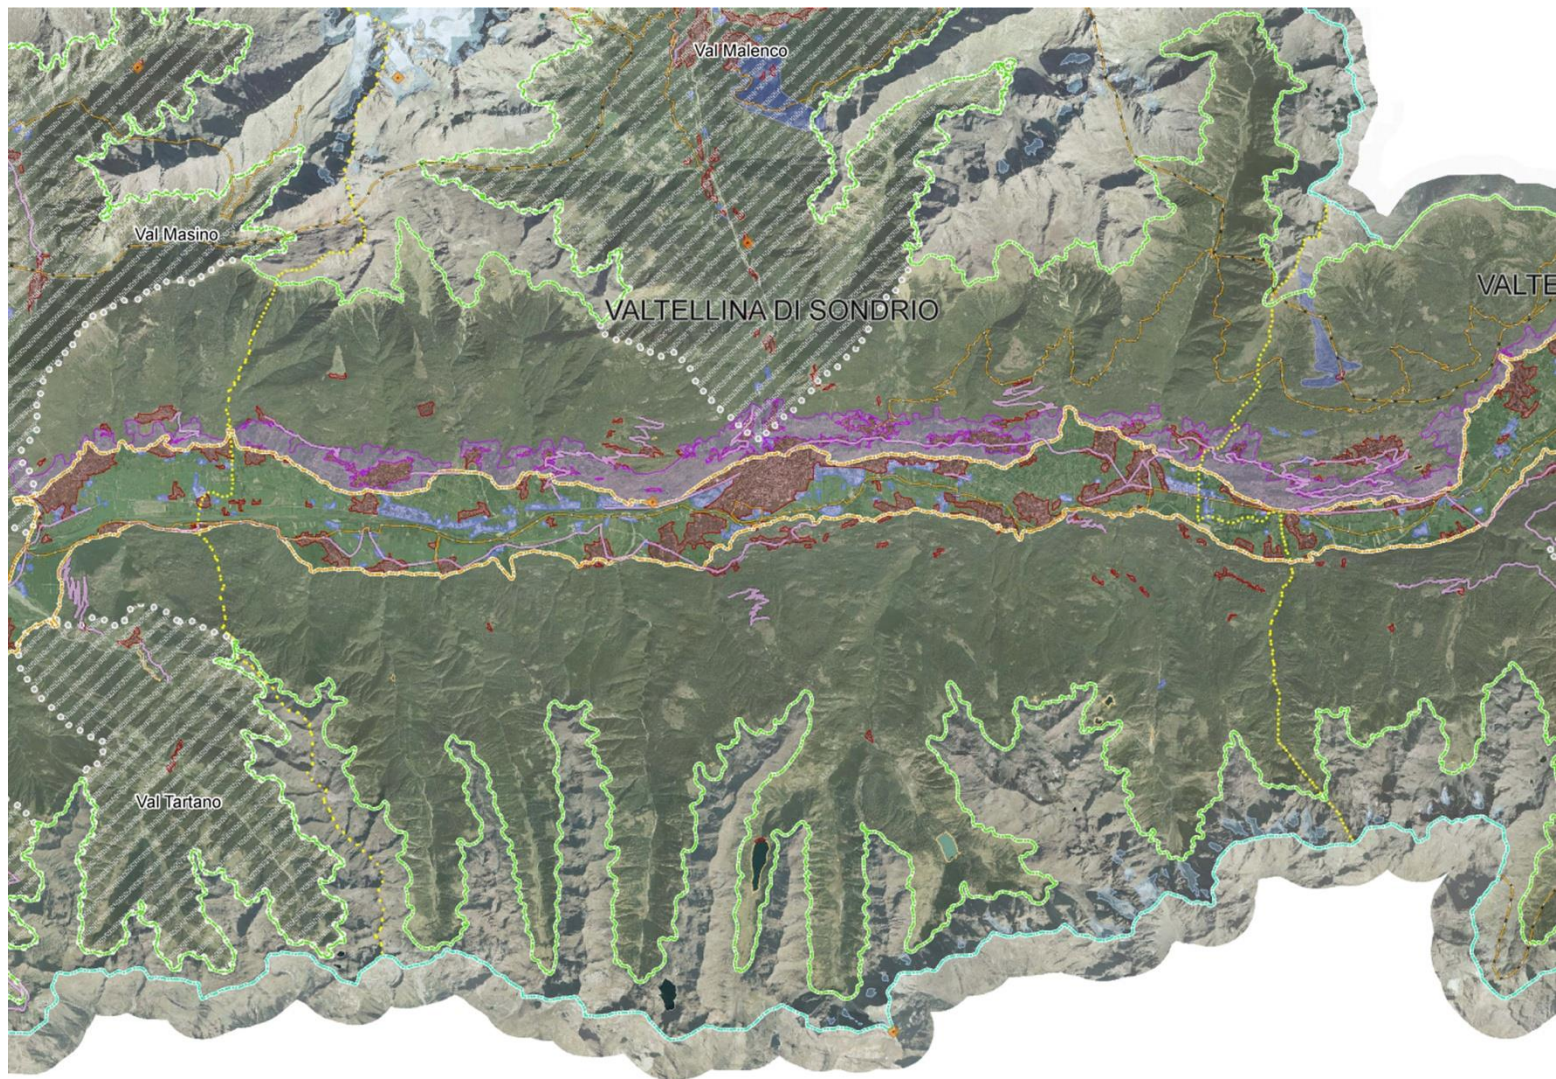 Val Malenco
Val Masino
VALTE
VALTELLINA DI SONDRIO
Val Tartano